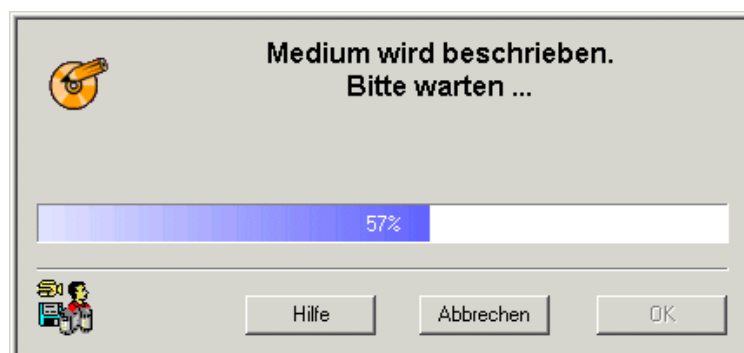 Medium wird beschrieben.
Bitte warten ...
57%
Hilfe
Abbrechen
OK